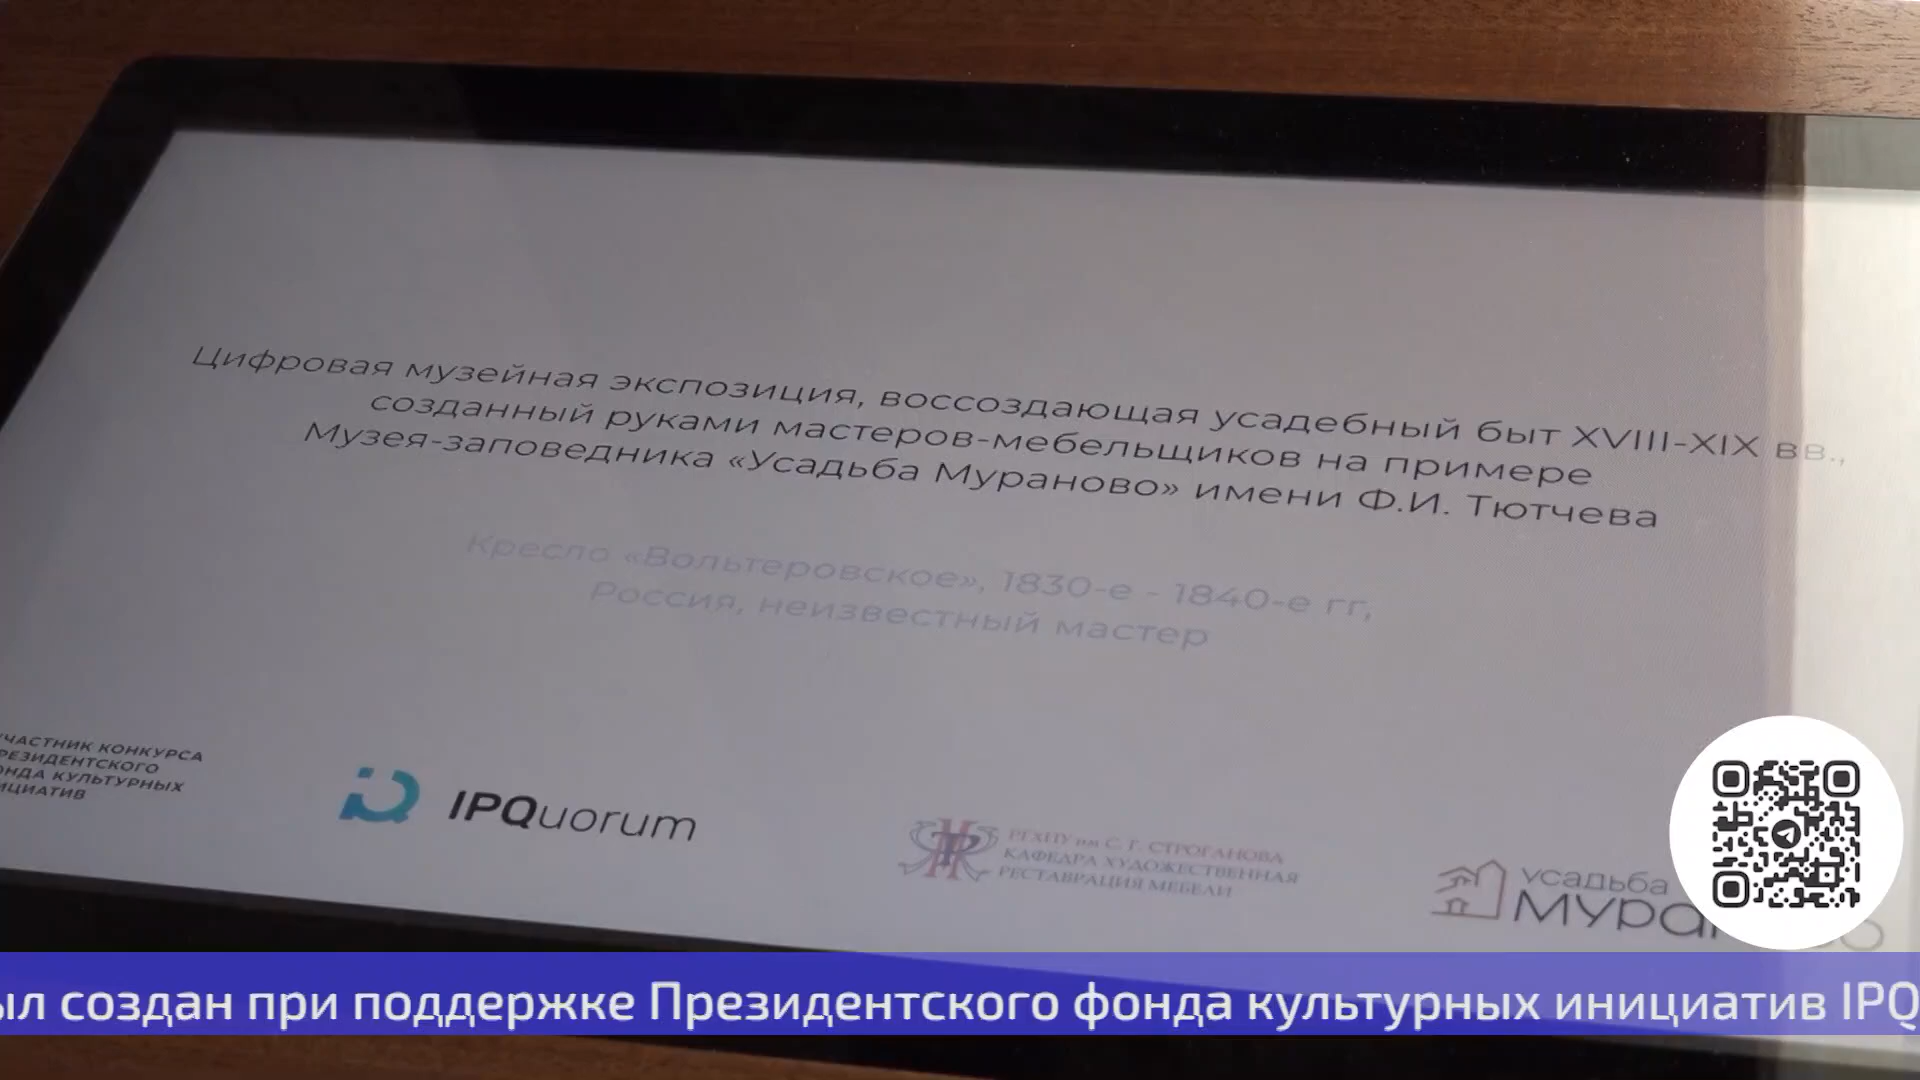 Цифровая музейная экспозиция, воссоздающая усадебный быт XVIII-XIX вв.,
созданный руками мастеров-мебельщиков на примере
Музея-заповедника «Усадьба Мураново» имени Ф.И. Тютчева
Кресло «Вольтеровское», 1830-е - 1840-е гг,
Россия, неизвестный мастер
ЧАСТНИК КОНКУРСА
РЕЗИДЕНТСКОГО
ОНДА КУЛЬТУРНЫХ
ИЦИАТИВ
IPQuorum
РГХПУ им С. Г. СТРОГАНОВА
КАФЕДРА ХУДОЖЕСТВЕННАЯ
РЕСТАВРАЦИЯ МЕБЕЛИ
усадьба
ыл создан при поддержке Президентского фонда культурных инициатив IPQ